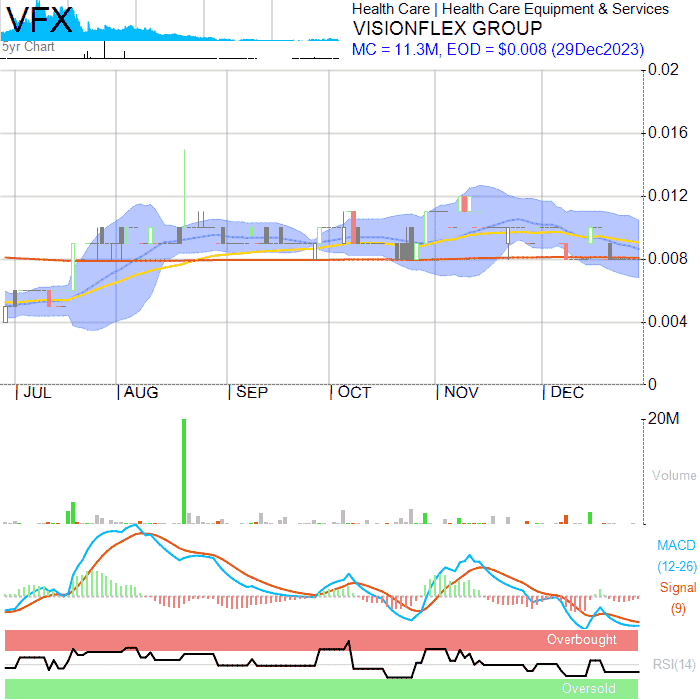 VFX
5yr Chart
Health Care | Health Care Equipment & Services
VISIONFLEX GROUP
MC = 11.3M, EOD = $0.008 (29Dec2023)
0.02
0.016
0.012
0.008
0.004
0
JUL AUG SEP OCT NOV DEC
20M
Volume
MACD
(12-26)
Signal
(9)
Overbought
RSI(14)
Oversold